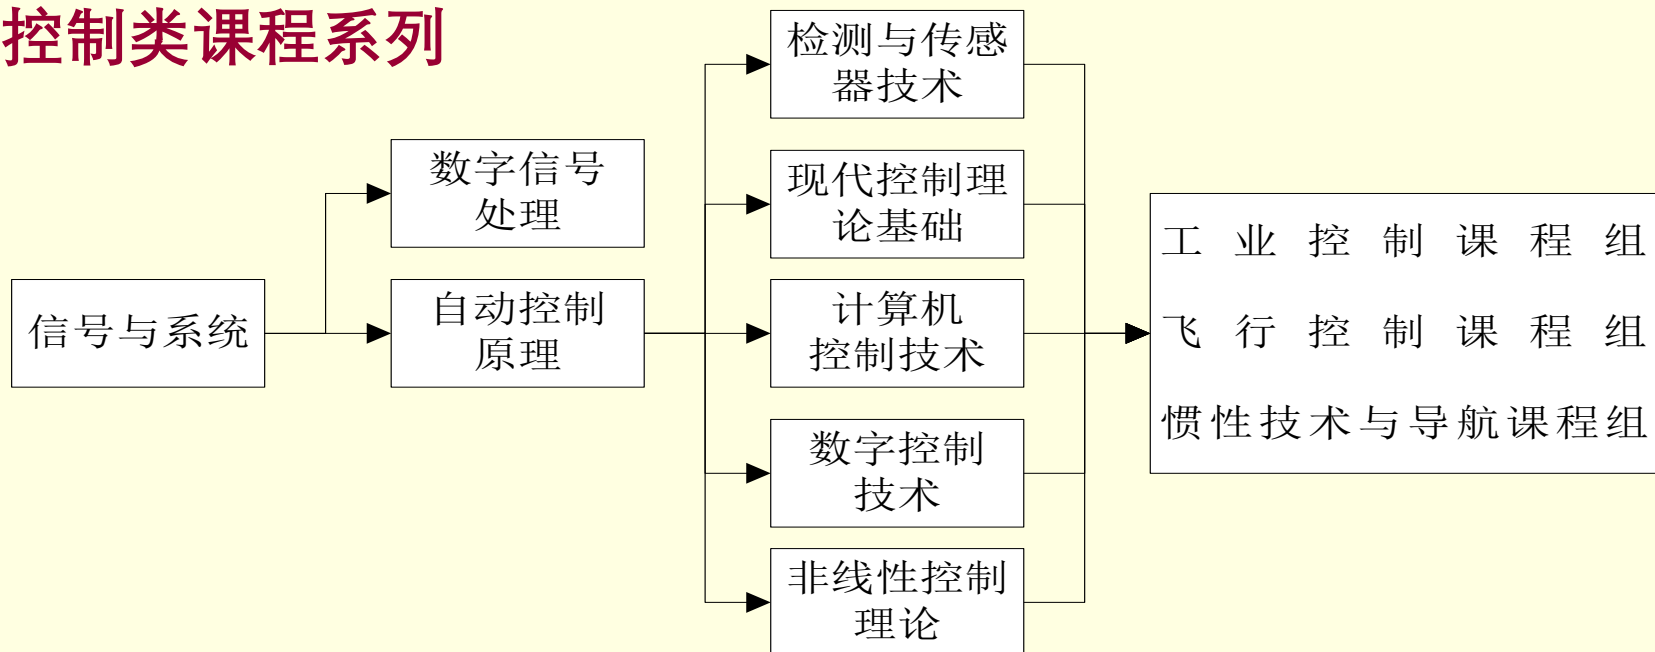 控制类课程系列
检测与传感
器技术
数字信号
处理
现代控制理
论基础
信号与系统
自动控制
原理
计算机
控制技术
数字控制
技术
非线性控制
理论
工业控制课程组
飞行控制课程组
惯性技术与导航课程组